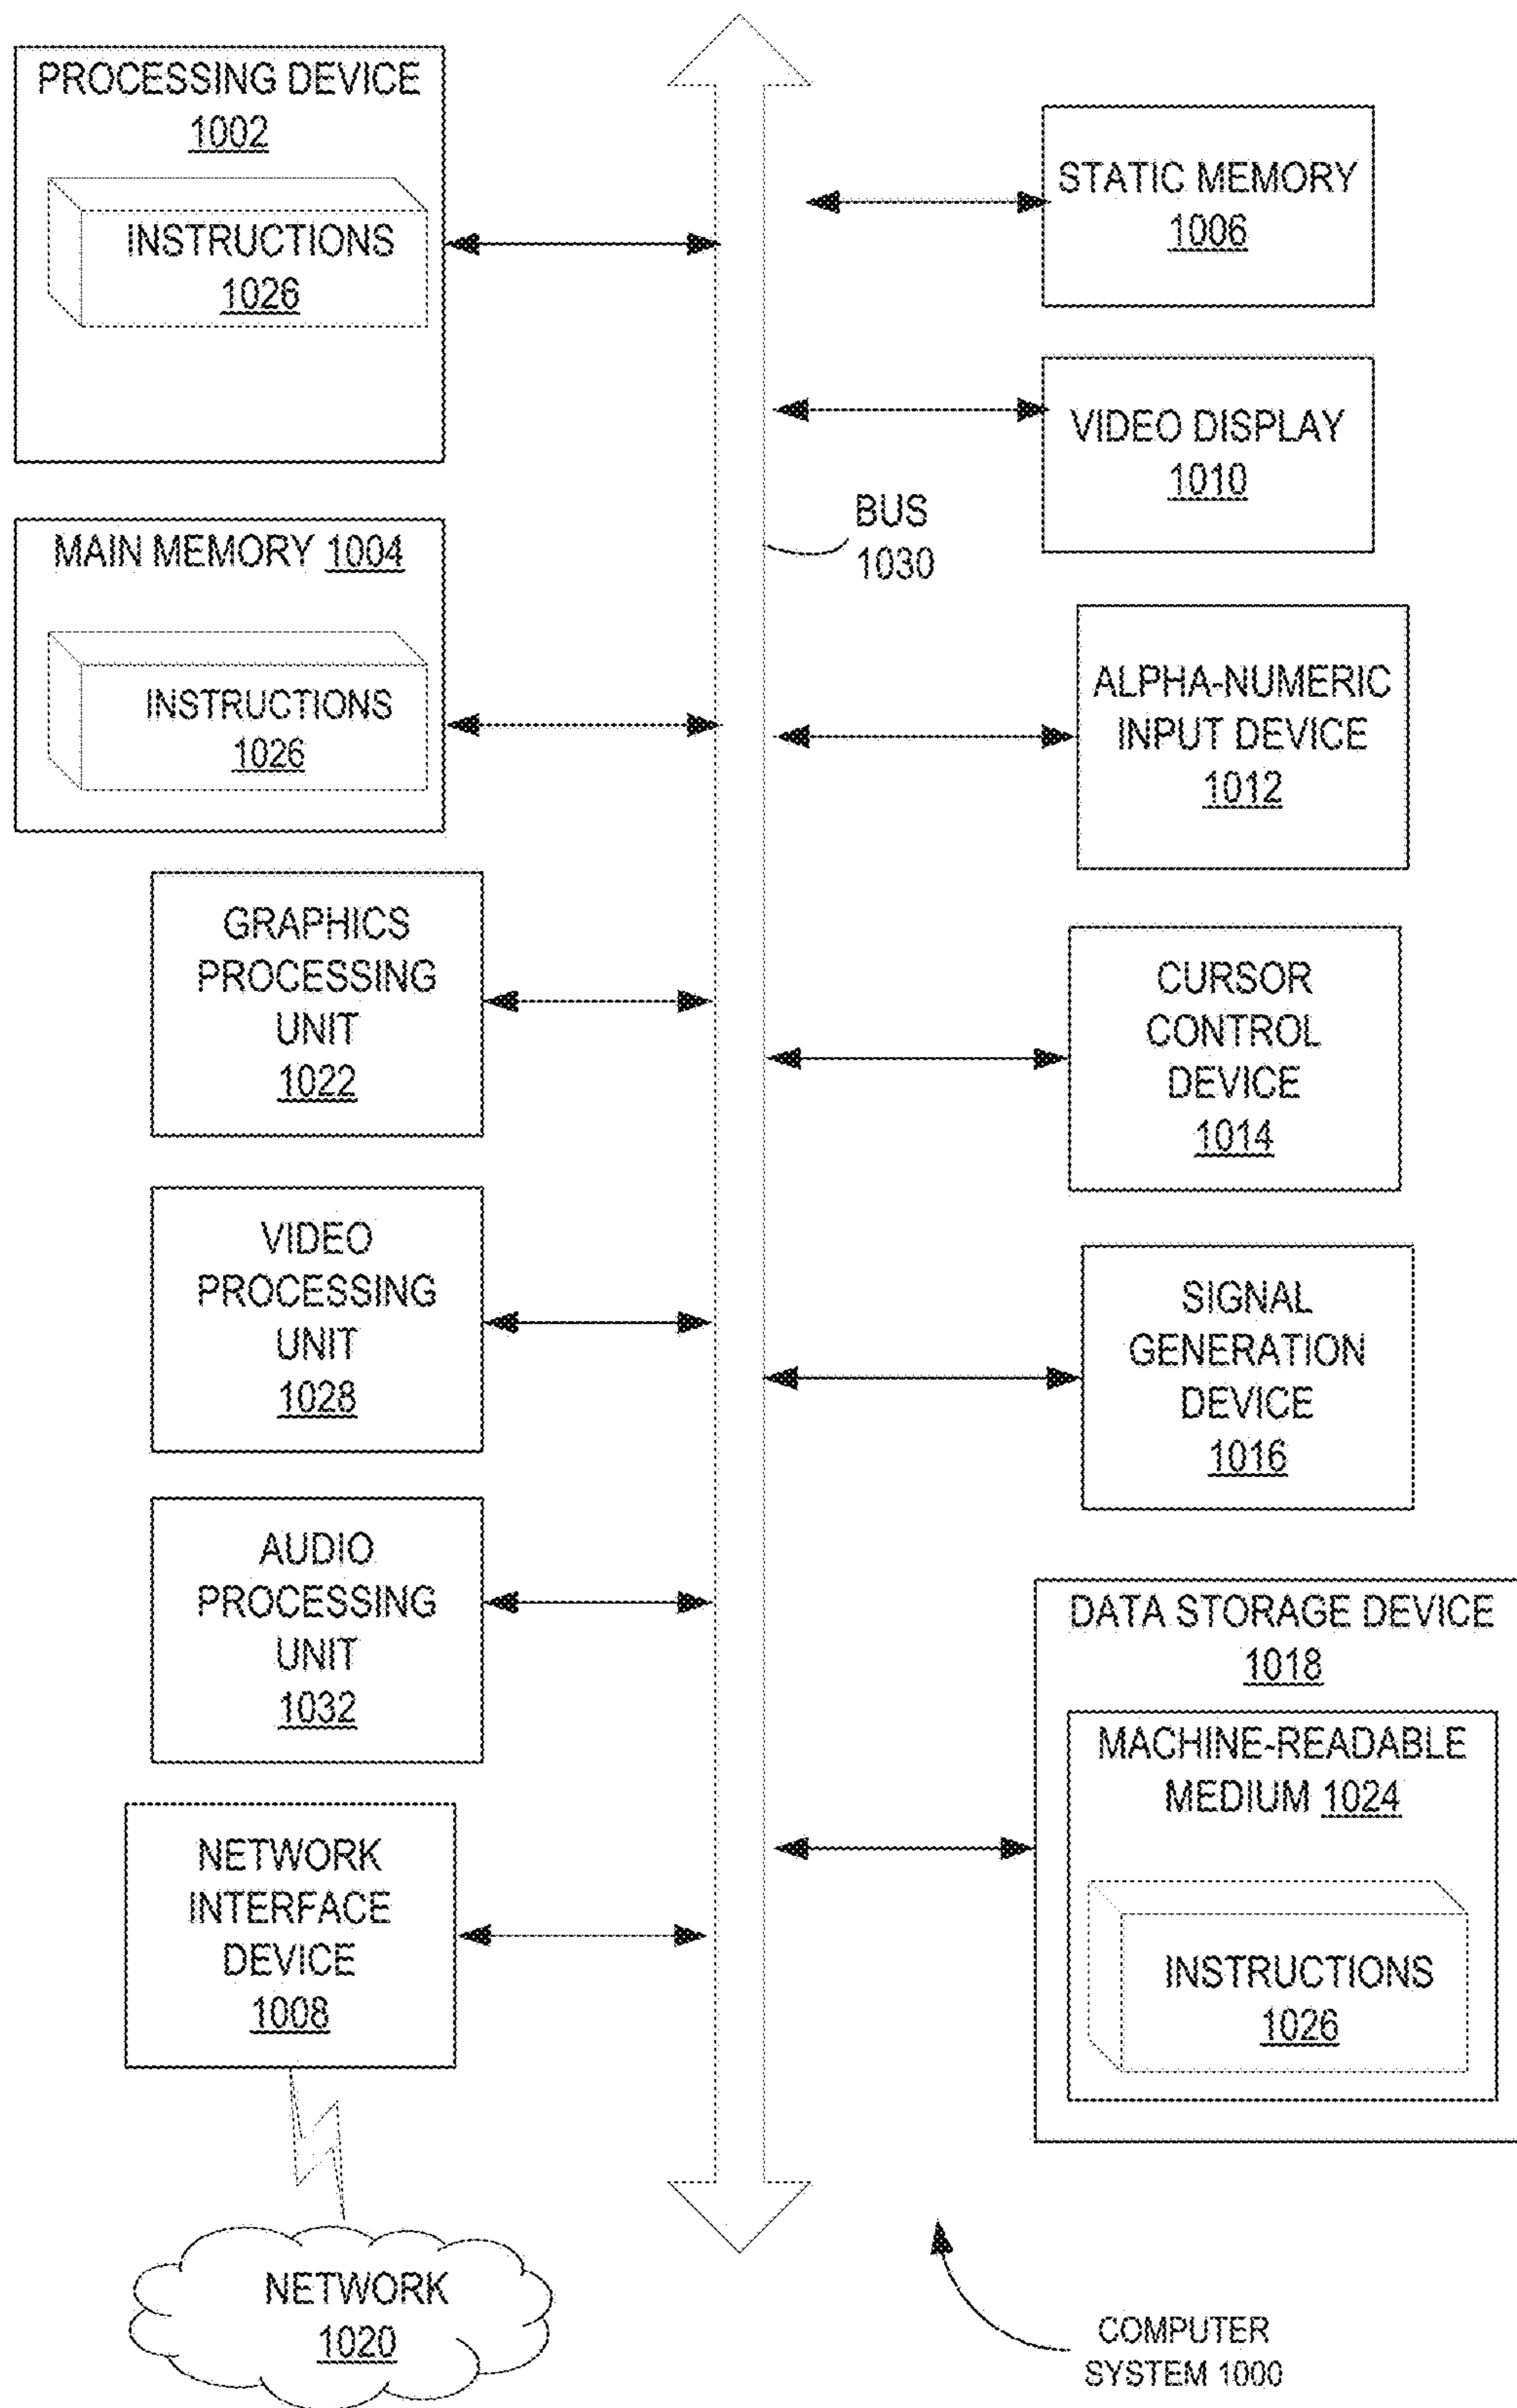 PROCESSING DEVICE
1002
INSTRUCTIONS
1026
MAIN MEMORY 1004
INSTRUCTIONS
1026
GRAPHICS
PROCESSING
UNIT
1022
VIDEO
PROCESSING
UNIT
1028
AUDIO
PROCESSING
UNIT
1032
NETWORK
INTERFACE
DEVICE
1008
NETWORK
1020
BUS
1030
STATIC MEMORY
1006
VIDEO DISPLAY
1010
ALPHA-NUMERIC
INPUT DEVICE
1012
CURSOR
CONTROL
DEVICE
1014
SIGNAL
GENERATION
DEVICE
1016
DATA STORAGE DEVICE
1018
MACHINE-READABLE
MEDIUM 1024
INSTRUCTIONS
1026
COMPUTER
SYSTEM 1000